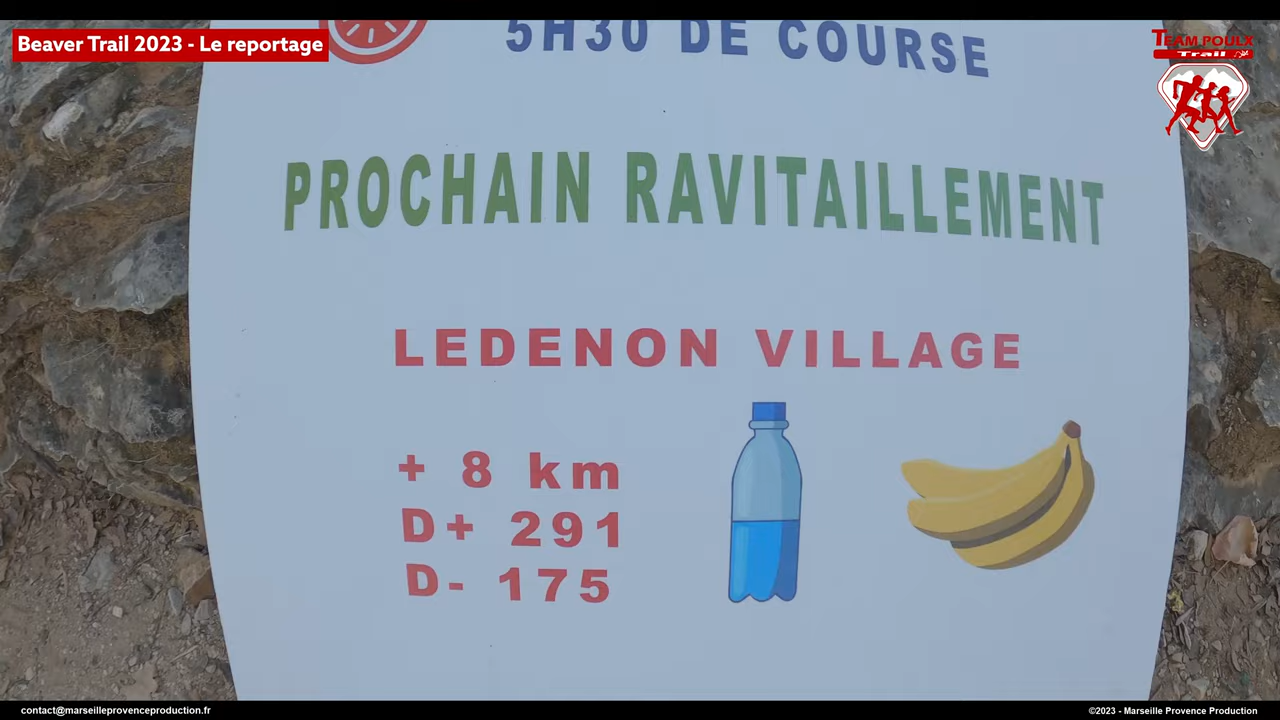 Beaver Trail 2023 - Le reportage
TEAM POULX
Trail
5H30 DE COURSE
PROCHAIN RAVITAILLEMENT
LEDENON VILLAGE
+ 8 km
D+ 291
D- 175
contact@marseilleprovenceproduction.fr
©2023 - Marseille Provence Production